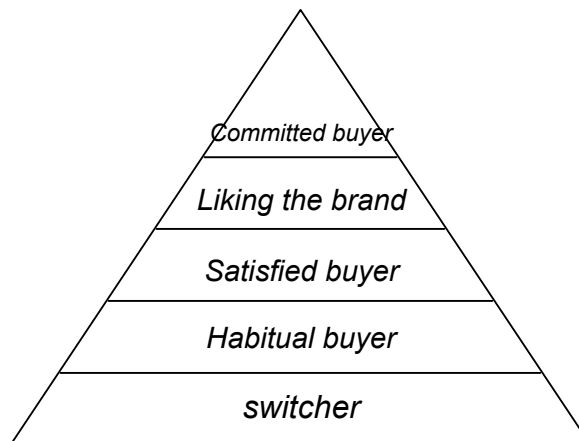 Committed buyer
Liking the brand
Satisfied buyer
Habitual buyer
switcher